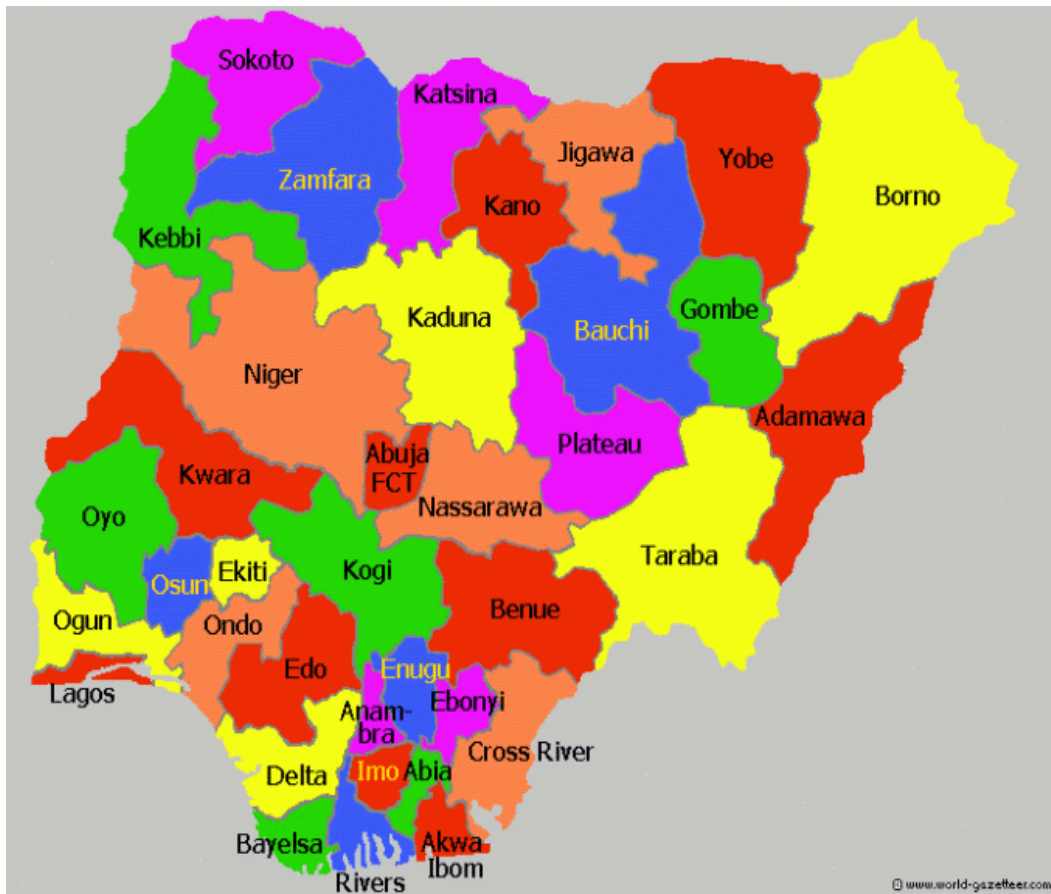 Sokoto
Katsina
Jigawa
Yobe
Zamfara
Borno
Kano
Kebbi
Gombe
Kaduna
Bauchi
Niger
Adamawa
Plateau
Abuja
FCT
Kwara
Nassarawa
Oyo
Taraba
Kogi
Ekiti
Osun
Benue
Ogun
Ondo
Edo
Enugu
Lagos
Ebonyi
Anam-
bra
Cross River
Delta
Imo
Abia
Bayelsa
Akwa
Ibom
Rivers
© www.world-gazetteer.com